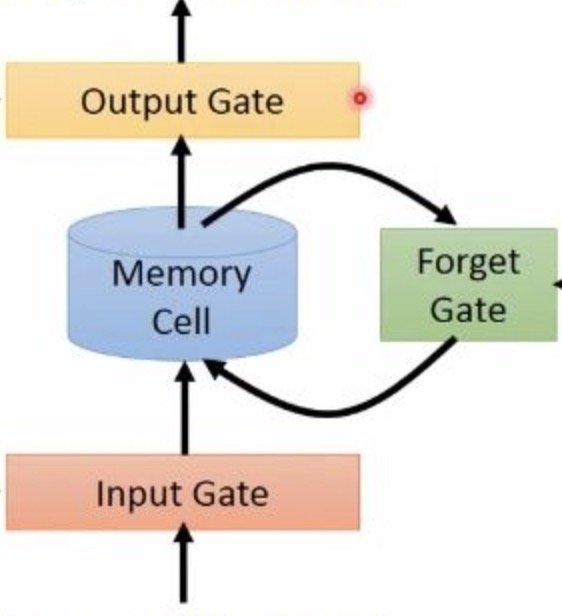 Output Gate
Memory
Cell
Forget
Gate
Input Gate